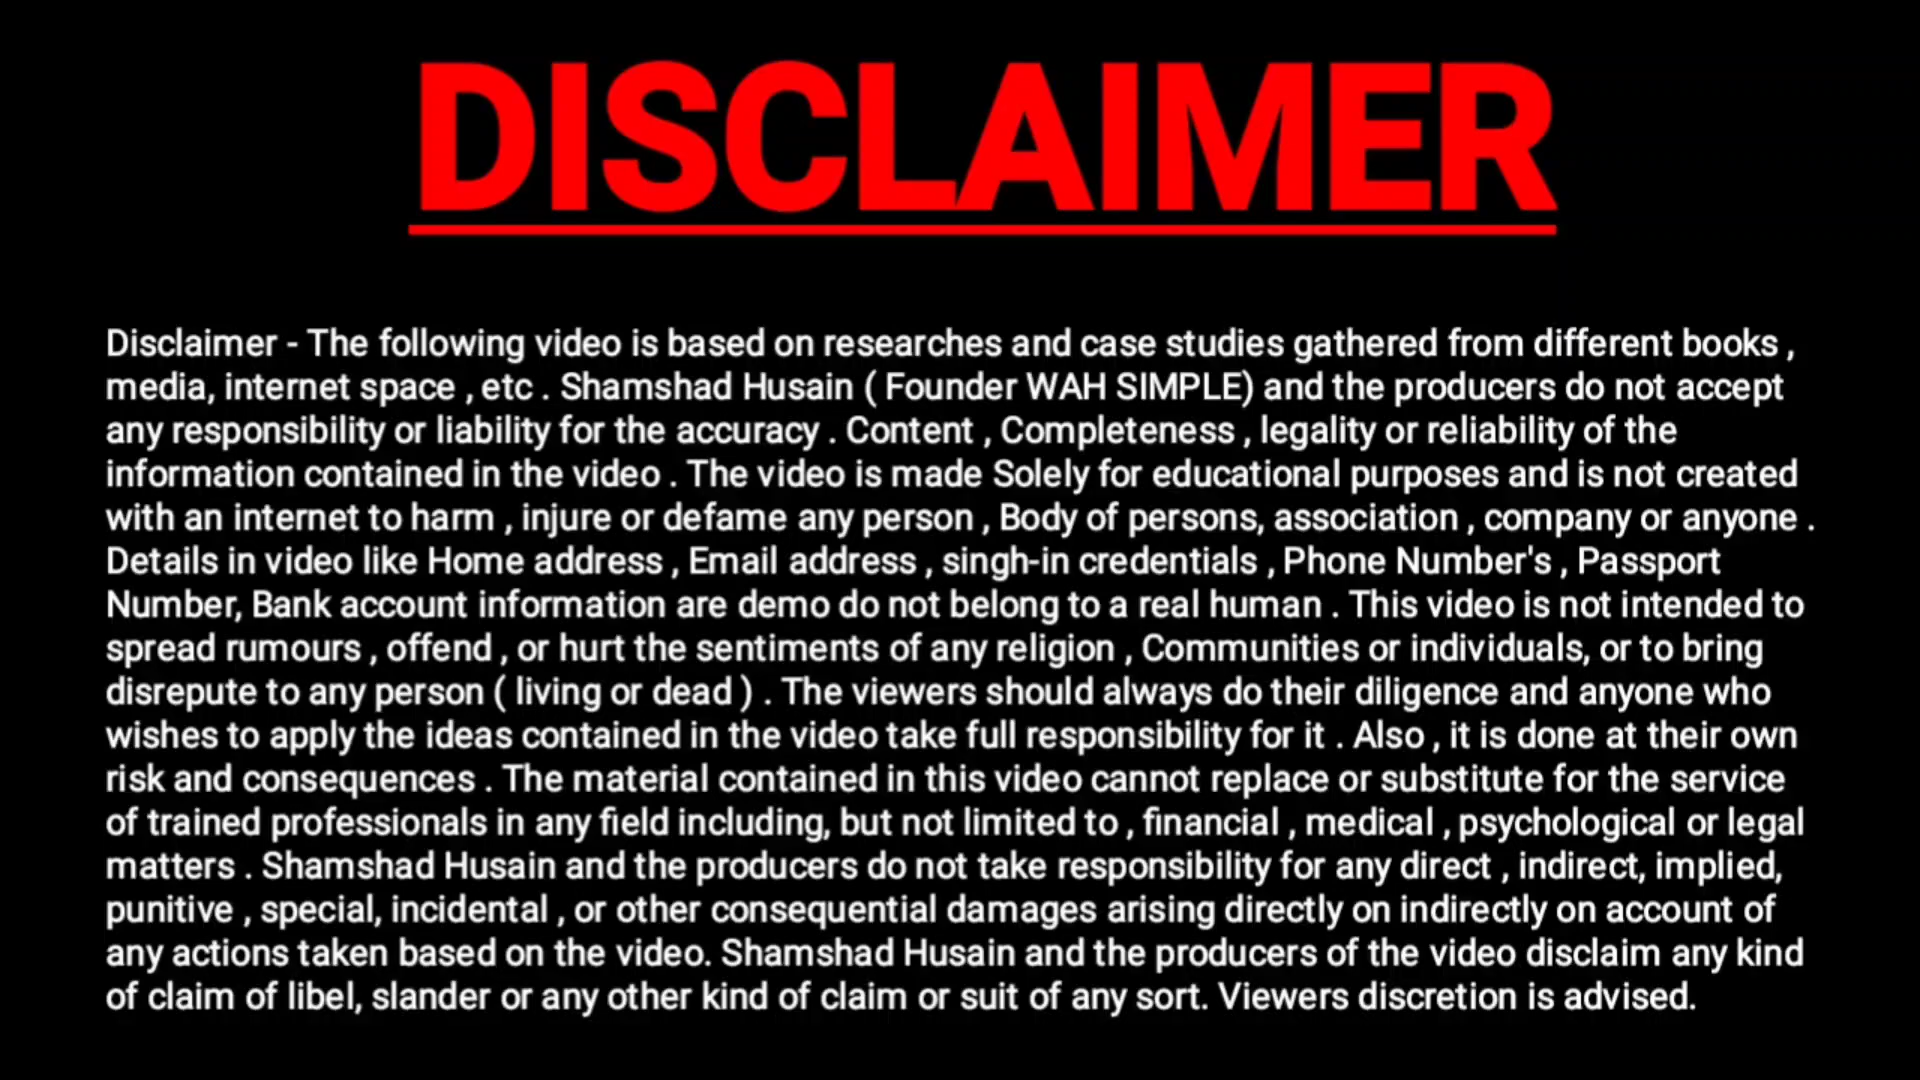 DISCLAIMER
Disclaimer - The following video is based on researches and case studies gathered from different books ,
media, internet space , etc . Shamshad Husain ( Founder WAH SIMPLE) and the producers do not accept
any responsibility or liability for the accuracy . Content , Completeness , legality or reliability of the
information contained in the video . The video is made Solely for educational purposes and is not created
with an internet to harm , injure or defame any person , Body of persons, association , company or anyone .
Details in video like Home address , Email address , singh-in credentials , Phone Number's , Passport
Number, Bank account information are demo do not belong to a real human . This video is not intended to
spread rumours , offend , or hurt the sentiments of any religion , Communities or individuals, or to bring
disrepute to any person ( living or dead ) . The viewers should always do their diligence and anyone who
wishes to apply the ideas contained in the video take full responsibility for it . Also , it is done at their own
risk and consequences . The material contained in this video cannot replace or substitute for the service
of trained professionals in any field including, but not limited to , financial , medical , psychological or legal
matters . Shamshad Husain and the producers do not take responsibility for any direct , indirect, implied,
punitive , special, incidental , or other consequential damages arising directly on indirectly on account of
any actions taken based on the video. Shamshad Husain and the producers of the video disclaim any kind
of claim of libel, slander or any other kind of claim or suit of any sort. Viewers discretion is advised.